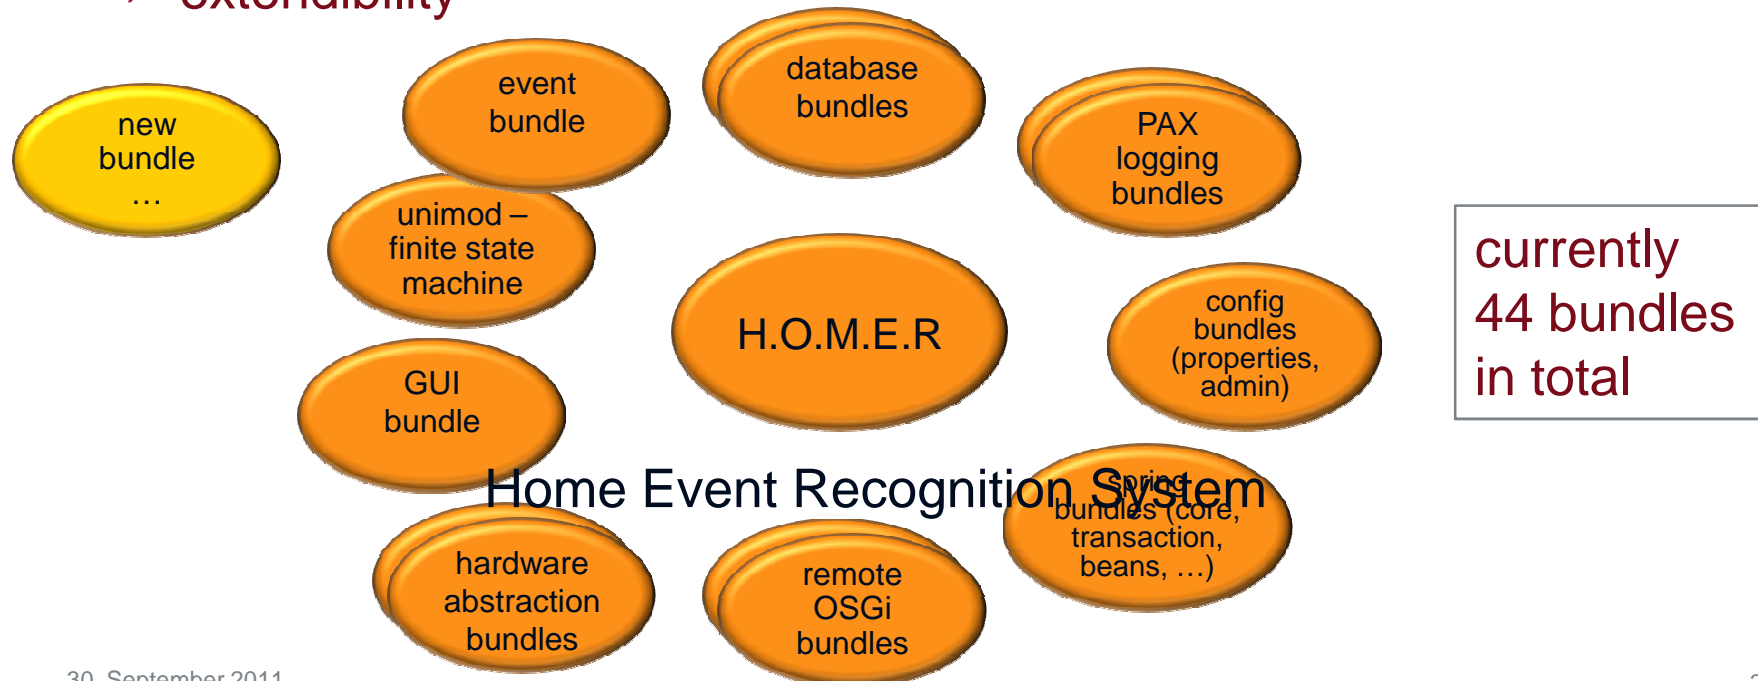 extendibility
event
bundle
database
bundles
PAX
logging
bundles
new
bundle
…
unimod –
finite state
machine
H.O.M.E.R
config
bundles
(properties,
admin)
currently
44 bundles
in total
GUI
bundle
Home Event Recognition System
spring
bundles (core,
transaction,
beans, …)
hardware
abstraction
bundles
remote
OSGi
bundles
30. September 2011